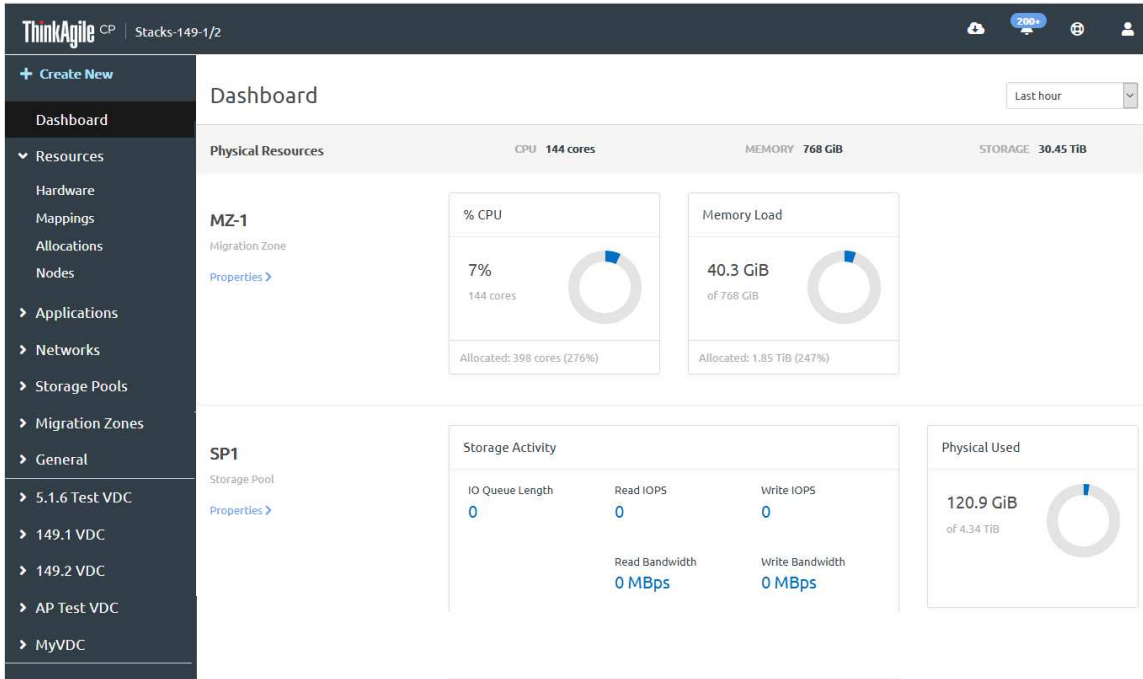 ThinkAgile CP | Stacks-149-1/2
200+
+ Create New
Dashboard
Resources
Hardware
Mappings
Allocations
Nodes
Applications
Networks
Storage Pools
Migration Zones
General
5.1.6 Test VDC
149.1 VDC
149.2 VDC
AP Test VDC
MyVDC
Dashboard
Last hour
Physical Resources CPU 144 cores MEMORY 768 GiB STORAGE 30.45 TiB
MZ-1
Migration Zone
Properties
% CPU
7%
144 cores
Allocated: 398 cores (276%)
Memory Load
40.3 GiB
of 768 GiB
Allocated: 1.85 TiB (247%)
SP1
Storage Pool
Properties
Storage Activity
IO Queue Length Read IOPS Write IOPS
0 0 0
Read Bandwidth Write Bandwidth
0 MBps 0 MBps
Physical Used
120.9 GiB
of 4.34 TiB